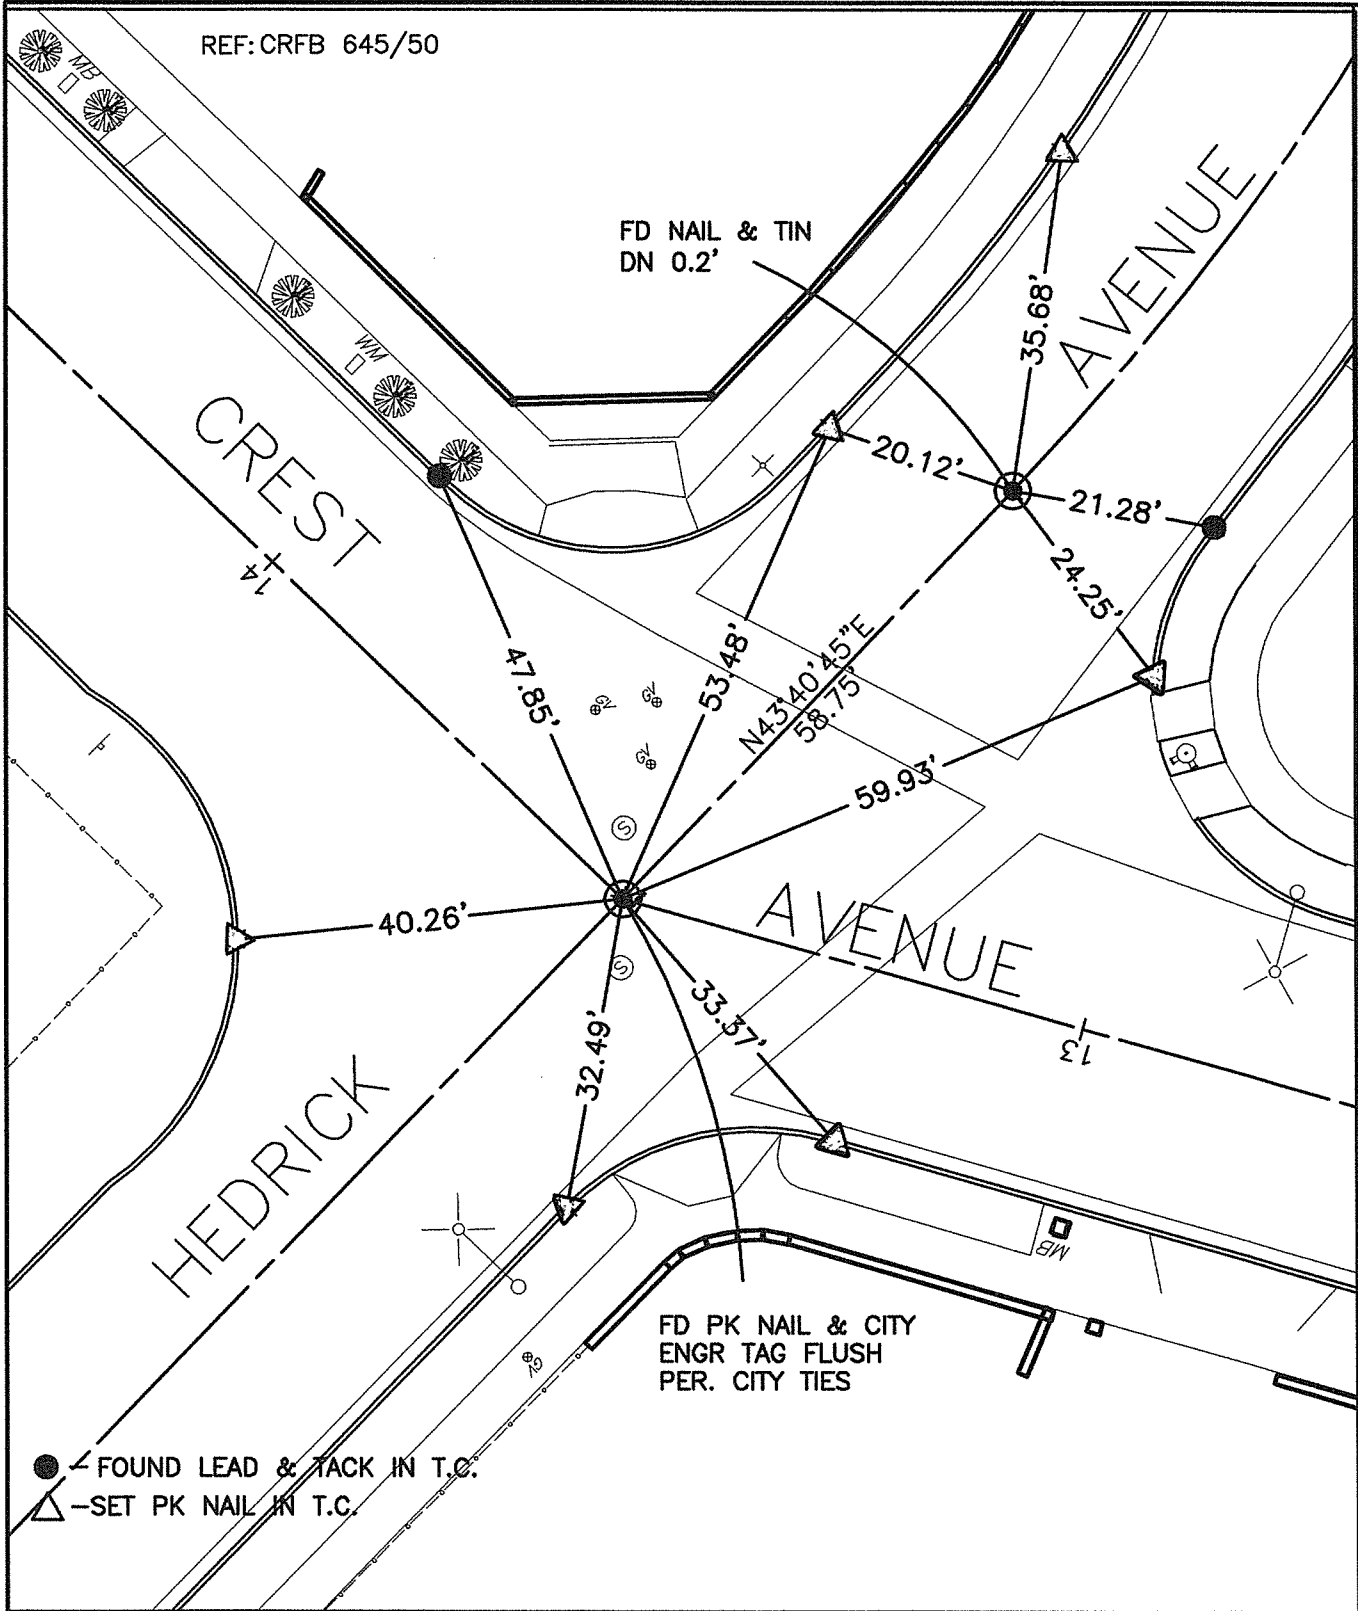 REF: CRFB 645/50
MB
FD NAIL & TIN
DN 0.2'
AVENUE
35.68'
WM
CREST
20.12'
21.28'
24.25'
14
47.85'
53.48'
N43°40'45"E
58.75'
GV
GV
GV
59.93'
S
AVENUE
40.26'
S
33.37'
32.49'
13
HEDRICK
MB
GV
FD PK NAIL & CITY
ENGR TAG FLUSH
PER. CITY TIES
- FOUND LEAD & TACK IN T.C.
-SET PK NAIL IN T.C.